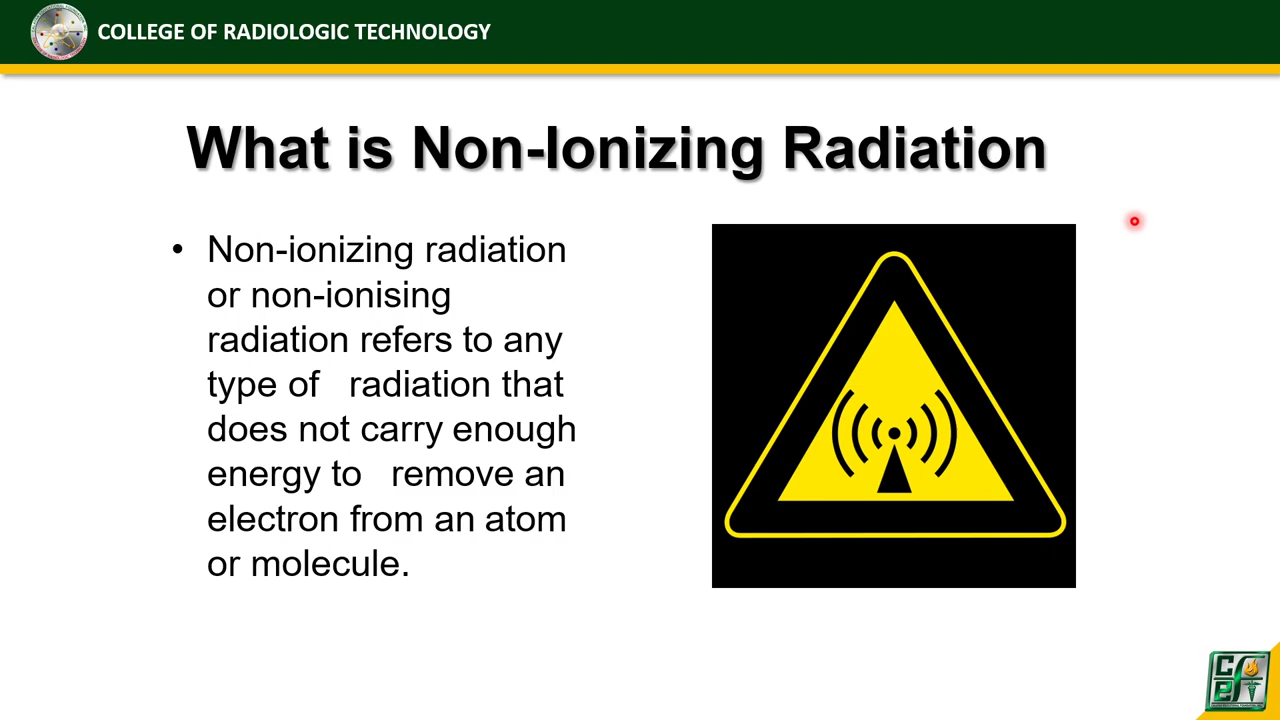 COLLEGE OF RADIOLOGIC TECHNOLOGY
What is Non-Ionizing Radiation
• Non-ionizing radiation
or non-ionising
radiation refers to any
type of   radiation that
does not carry enough
energy to   remove an
electron from an atom
or molecule.